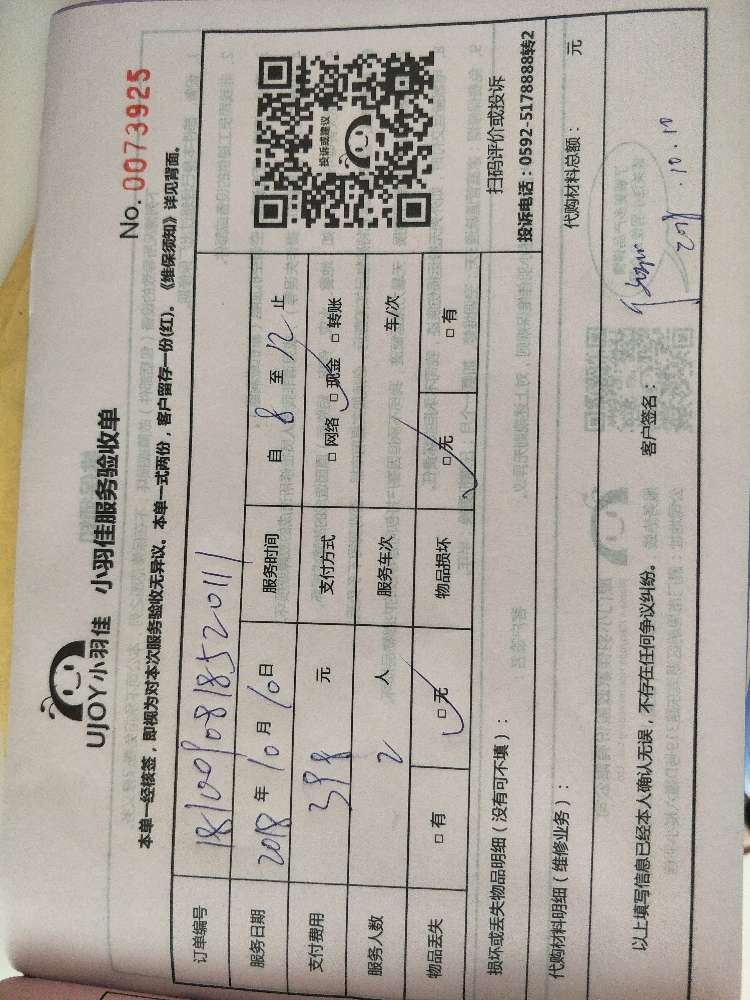 UJOY小羽佳 小羽佳服务验收单
No. 0073925
本单一经核签，即视为对本次服务验收无异议。本单一式两份，客户留存一份(红)。《维保须知》详见背面。
订单编号 1810090818520111
服务日期 2018 年 10 月 10 日 服务时间 自 8 至 12 止
支付费用 398 元 支付方式 □ 网络 □ 现金 □ 转账
服务人数 2 人 服务车次 车/次
物品丢失 □ 有 □ 无 物品损坏 □ 无 □ 有
投诉或建议
扫码评价或投诉
投诉电话：0592-5178888转2
损坏或丢失物品明细（没有可不填）：
代购材料明细（维修业务）： 代购材料总额： 元
以上填写信息已经本人确认无误，不存在任何争议纠纷。 客户签名：
2018.10.10